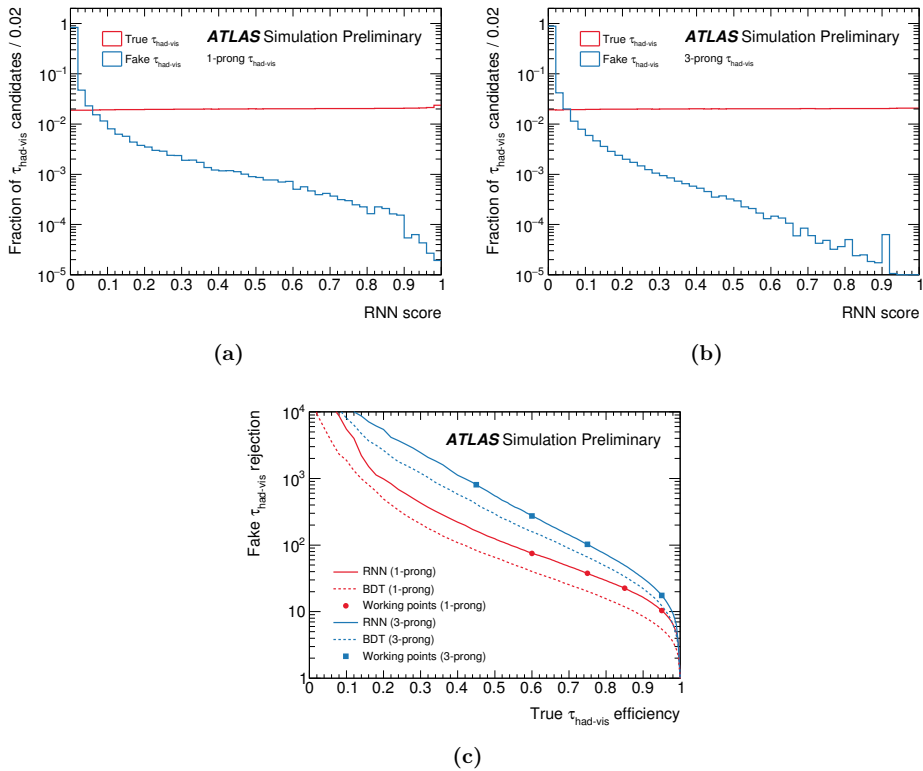 ATLAS Simulation Preliminary
True τhad-vis
Fake τhad-vis
1-prong τhad-vis
Fraction of τhad-vis candidates / 0.02
1
10⁻¹
10⁻²
10⁻³
10⁻⁴
10⁻⁵
0 0.1 0.2 0.3 0.4 0.5 0.6 0.7 0.8 0.9 1
RNN score
(a)
ATLAS Simulation Preliminary
True τhad-vis
Fake τhad-vis
3-prong τhad-vis
Fraction of τhad-vis candidates / 0.02
1
10⁻¹
10⁻²
10⁻³
10⁻⁴
10⁻⁵
0 0.1 0.2 0.3 0.4 0.5 0.6 0.7 0.8 0.9 1
RNN score
(b)
ATLAS Simulation Preliminary
Fake τhad-vis rejection
10⁴
10³
10²
10
1
RNN (1-prong)
BDT (1-prong)
Working points (1-prong)
RNN (3-prong)
BDT (3-prong)
Working points (3-prong)
0 0.1 0.2 0.3 0.4 0.5 0.6 0.7 0.8 0.9 1
True τhad-vis efficiency
(c)